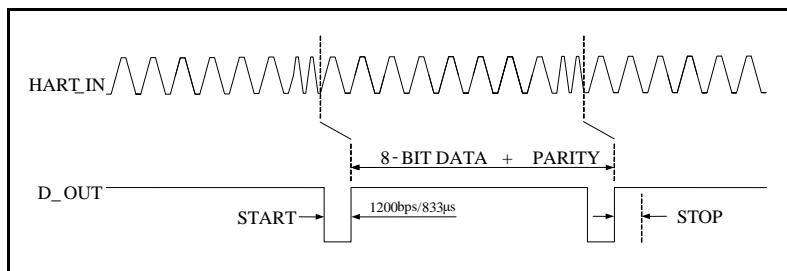 HART_IN
8-BIT DATA + PARITY
D_OUT
START
1200bps/833µs
STOP